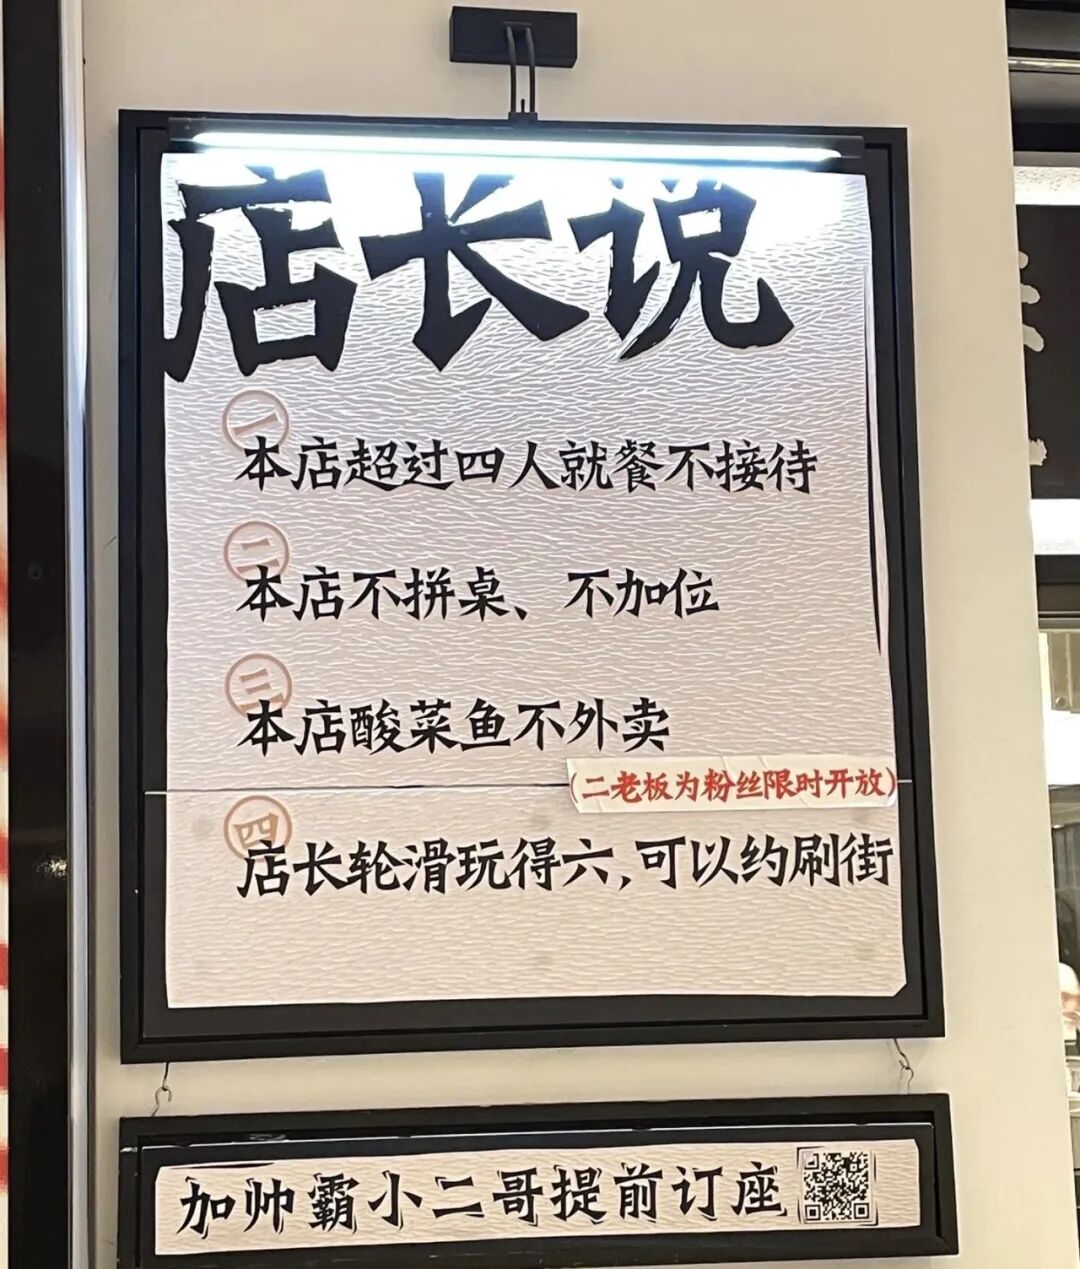 店长说
一
本店超过四人就餐不接待
二
本店不拼桌、不加位
三
本店酸菜鱼不外卖
(二老板为粉丝限时开放)
四
店长轮滑玩得六,可以约刷街
加帅霸小二哥提前订座